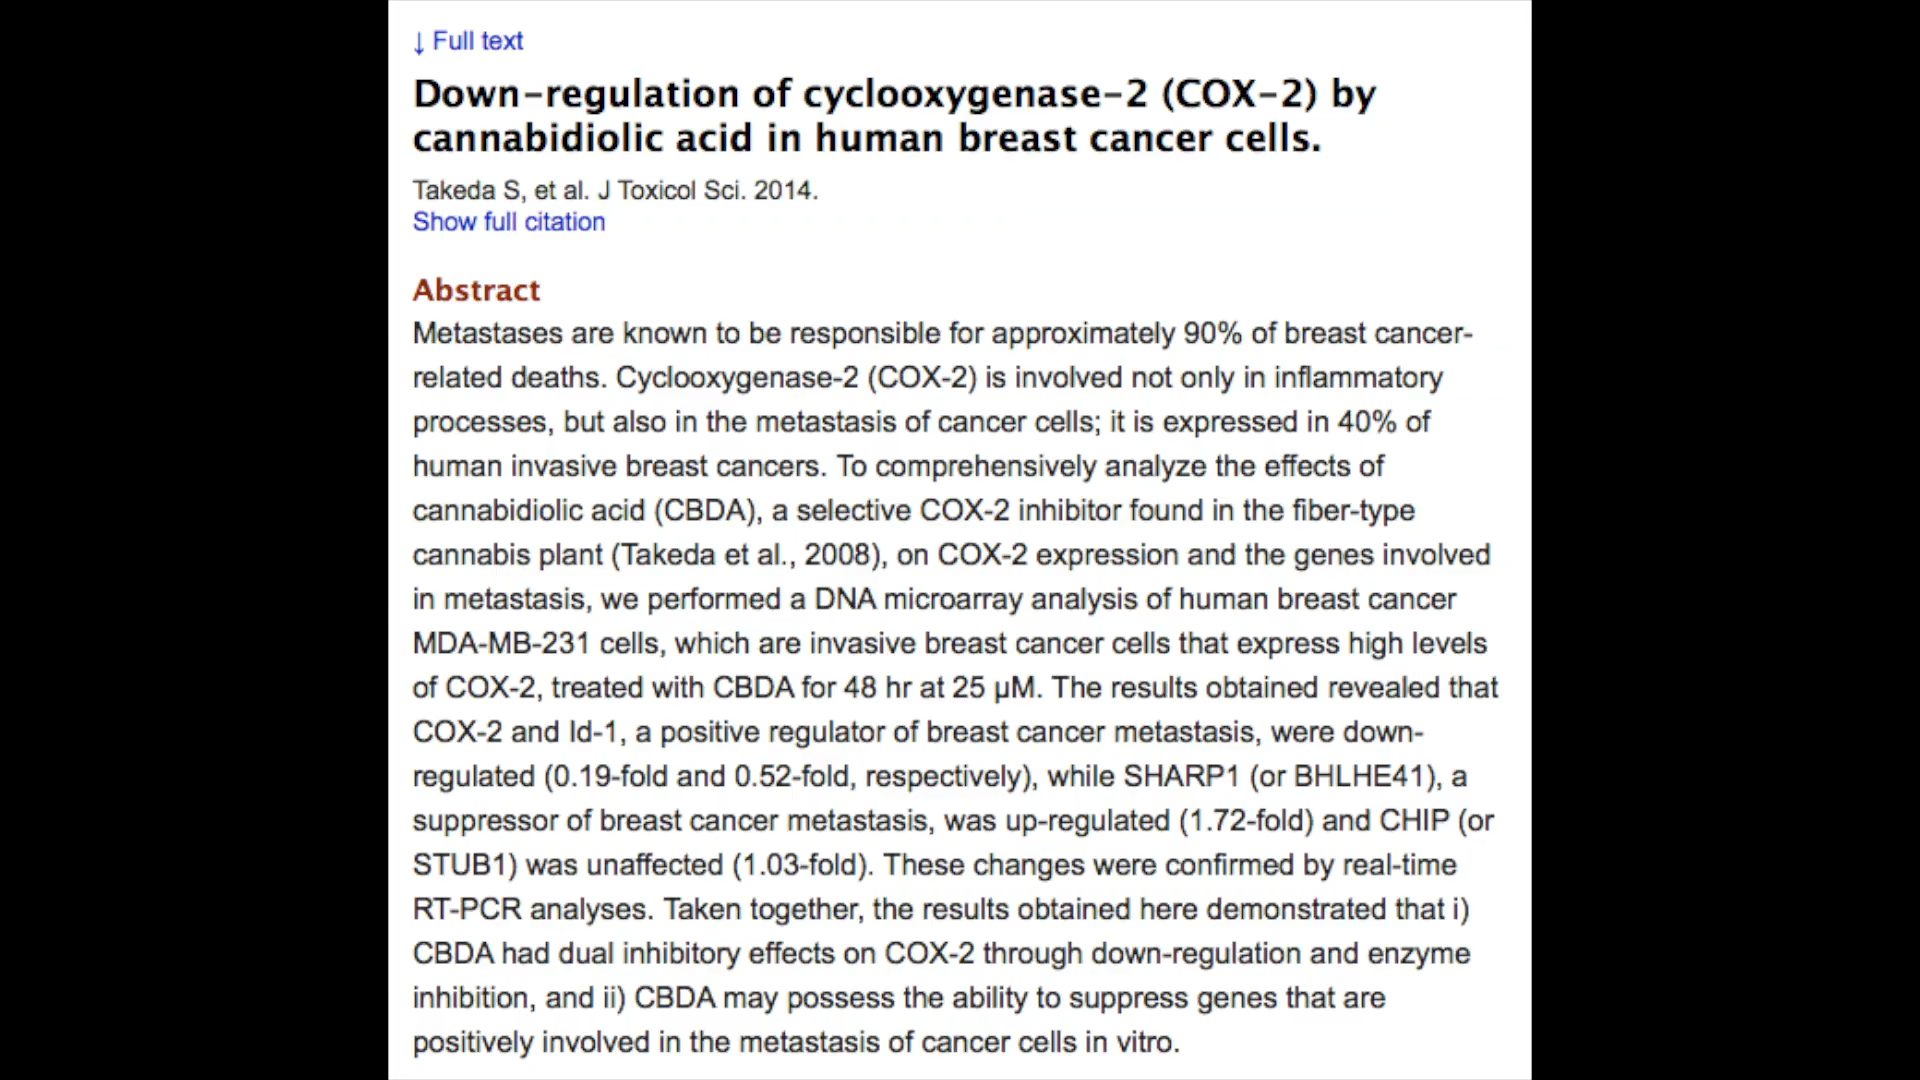 ↓ Full text
Down-regulation of cyclooxygenase-2 (COX-2) by
cannabidiolic acid in human breast cancer cells.
Takeda S, et al. J Toxicol Sci. 2014.
Show full citation
Abstract
Metastases are known to be responsible for approximately 90% of breast cancer-
related deaths. Cyclooxygenase-2 (COX-2) is involved not only in inflammatory
processes, but also in the metastasis of cancer cells; it is expressed in 40% of
human invasive breast cancers. To comprehensively analyze the effects of
cannabidiolic acid (CBDA), a selective COX-2 inhibitor found in the fiber-type
cannabis plant (Takeda et al., 2008), on COX-2 expression and the genes involved
in metastasis, we performed a DNA microarray analysis of human breast cancer
MDA-MB-231 cells, which are invasive breast cancer cells that express high levels
of COX-2, treated with CBDA for 48 hr at 25 µM. The results obtained revealed that
COX-2 and Id-1, a positive regulator of breast cancer metastasis, were down-
regulated (0.19-fold and 0.52-fold, respectively), while SHARP1 (or BHLHE41), a
suppressor of breast cancer metastasis, was up-regulated (1.72-fold) and CHIP (or
STUB1) was unaffected (1.03-fold). These changes were confirmed by real-time
RT-PCR analyses. Taken together, the results obtained here demonstrated that i)
CBDA had dual inhibitory effects on COX-2 through down-regulation and enzyme
inhibition, and ii) CBDA may possess the ability to suppress genes that are
positively involved in the metastasis of cancer cells in vitro.